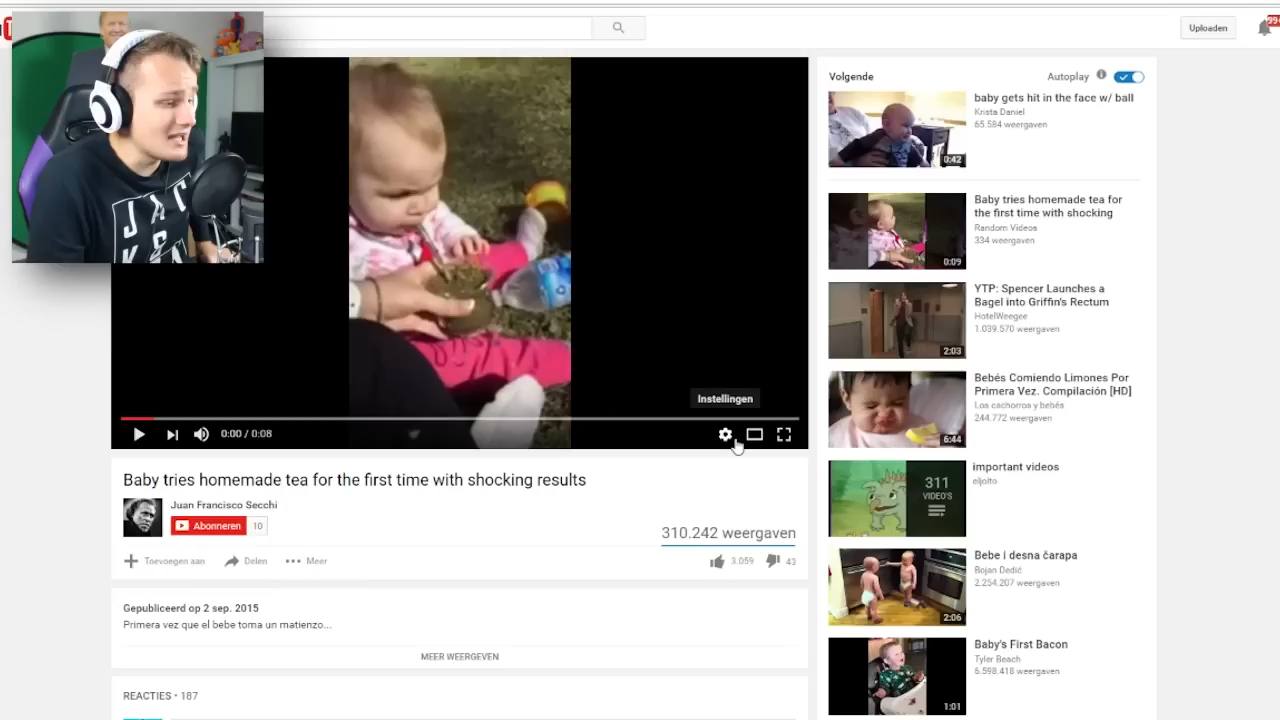 Uploaden
99+
JAC
K&
Volgende
Autoplay
baby gets hit in the face w/ ball
Krista Daniel
65.584 weergaven
0:42
Baby tries homemade tea for
the first time with shocking
Random Videos
334 weergaven
0:09
YTP: Spencer Launches a
Bagel into Griffin's Rectum
HotelWeegee
1.039.570 weergaven
2:03
Bebés Comiendo Limones Por
Primera Vez. Compilación [HD]
Los cachorros y bebés
244.772 weergaven
6:44
important videos
eljolto
311
VIDEO'S
Bebe i desna čarapa
Bojan Dedić
2.254.207 weergaven
2:06
Baby's First Bacon
Tyler Beach
6.598.418 weergaven
1:01
Instellingen
0:00 / 0:08
Baby tries homemade tea for the first time with shocking results
Juan Francisco Secchi
Abonneren 10
310.242 weergaven
Toevoegen aan Delen Meer
3.059 43
Gepubliceerd op 2 sep. 2015
Primera vez que el bebe toma un matienzo...
MEER WEERGEVEN
REACTIES • 187